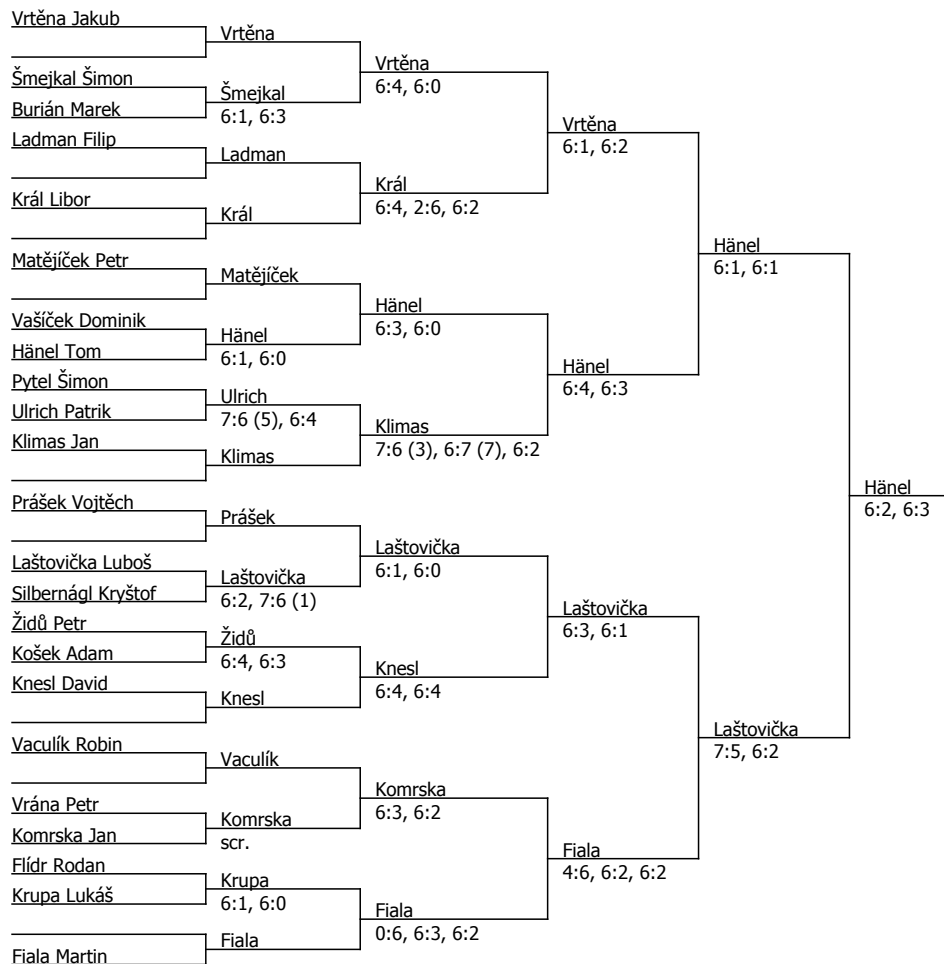 Vrtěna Jakub
Vrtěna
Vrtěna
6:4, 6:0
Šmejkal Šimon
Šmejkal
6:1, 6:3
Burián Marek
Vrtěna
6:1, 6:2
Ladman Filip
Ladman
Král
6:4, 2:6, 6:2
Král Libor
Král
Hänel
6:1, 6:1
Matějíček Petr
Matějíček
Hänel
6:3, 6:0
Vašíček Dominik
Hänel
6:1, 6:0
Hänel Tom
Hänel
6:4, 6:3
Pytel Šimon
Ulrich
7:6 (5), 6:4
Ulrich Patrik
Klimas
7:6 (3), 6:7 (7), 6:2
Klimas Jan
Klimas
Hänel
6:2, 6:3
Prášek Vojtěch
Prášek
Laštovička
6:1, 6:0
Laštovička Luboš
Laštovička
6:2, 7:6 (1)
Silbernágl Kryštof
Laštovička
6:3, 6:1
Židů Petr
Židů
6:4, 6:3
Košek Adam
Knesl
6:4, 6:4
Knesl David
Knesl
Laštovička
7:5, 6:2
Vaculík Robin
Vaculík
Komrska
6:3, 6:2
Vrána Petr
Komrska
scr.
Komrska Jan
Fiala
4:6, 6:2, 6:2
Flídr Rodan
Krupa
6:1, 6:0
Krupa Lukáš
Fiala
0:6, 6:3, 6:2
Fiala
Fiala Martin